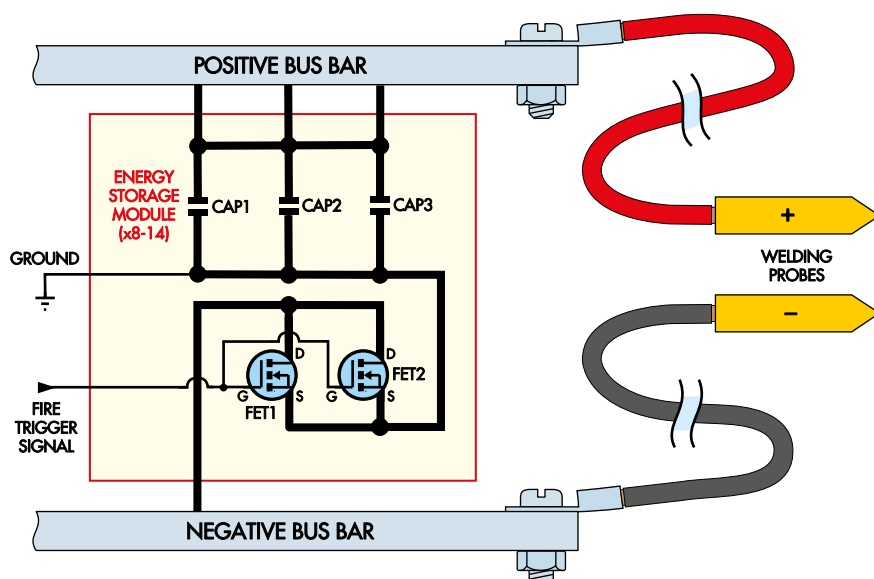 POSITIVE BUS BAR
ENERGY
STORAGE
MODULE
(x8-14)
CAP1
CAP2
CAP3
+
WELDING
PROBES
–
GROUND
D
D
G
S
G
S
FET1
FET2
FIRE
TRIGGER
SIGNAL
NEGATIVE BUS BAR